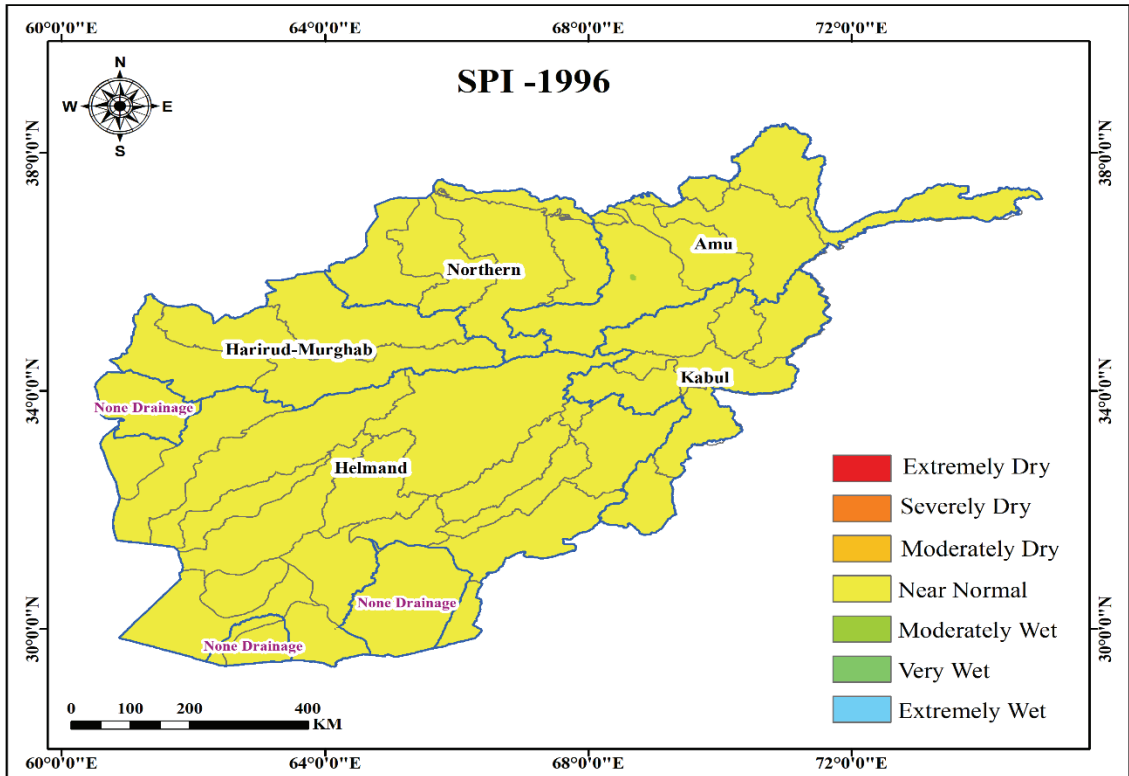 60°0'0"E 64°0'0"E 68°0'0"E 72°0'0"E
SPI -1996
N
W E
S
38°0'0"N 38°0'0"N
Amu
Northern
Harirud-Murghab
Kabul
34°0'0"N 34°0'0"N
None Drainage
Helmand
Extremely Dry
Severely Dry
Moderately Dry
Near Normal
None Drainage
Moderately Wet
30°0'0"N 30°0'0"N
None Drainage
Very Wet
Extremely Wet
0 100 200 400
KM
60°0'0"E 64°0'0"E 68°0'0"E 72°0'0"E